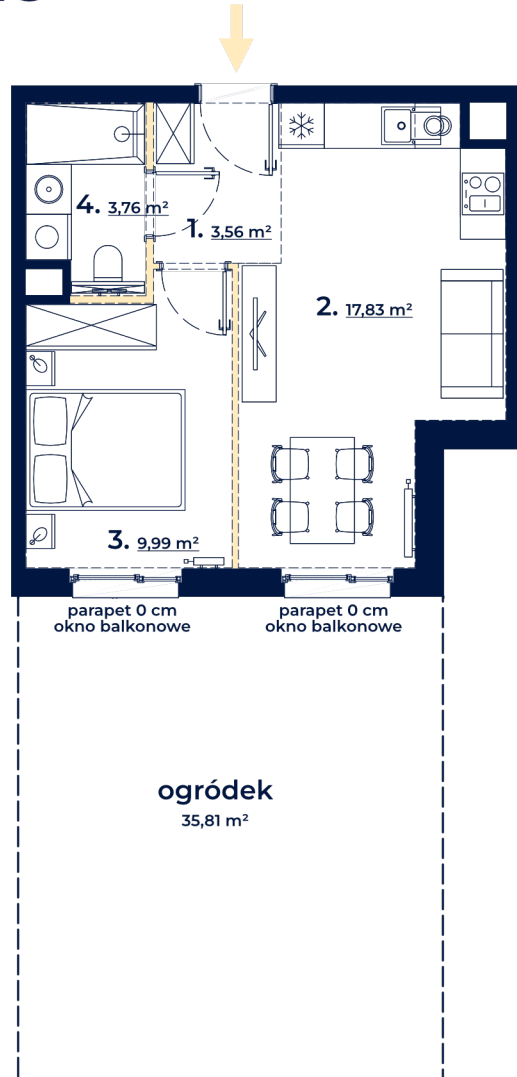 4. 3,76 m²
1. 3,56 m²
2. 17,83 m²
3. 9,99 m²
parapet 0 cm
okno balkonowe
parapet 0 cm
okno balkonowe
ogródek
35,81 m²